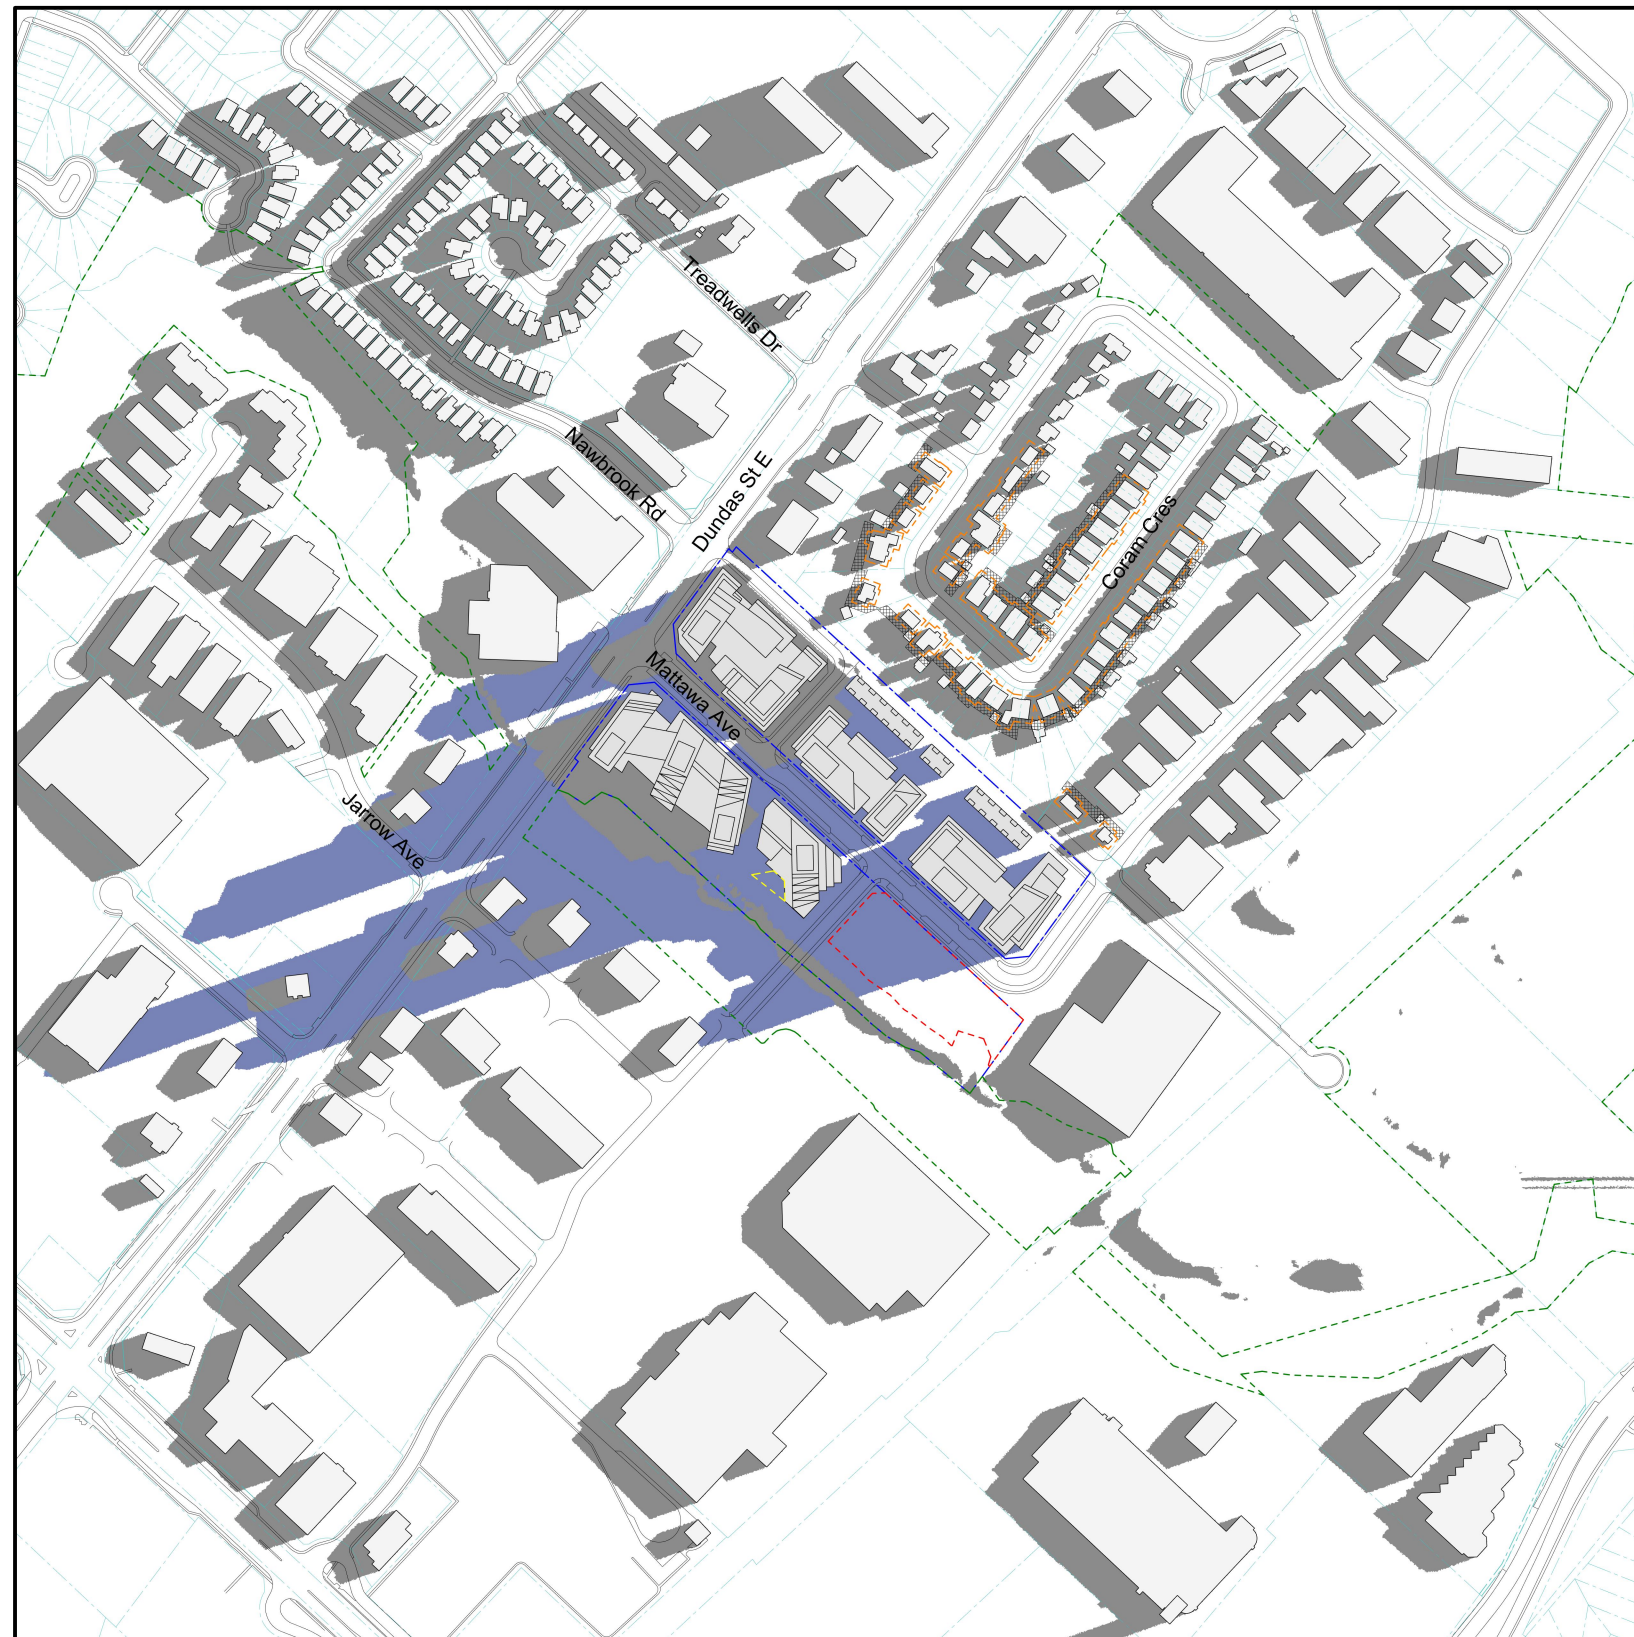 Treadwells Dr
Nawbrook Rd
Dundas St E
Coram Cres
Mattawa Ave
Jarrow Ave